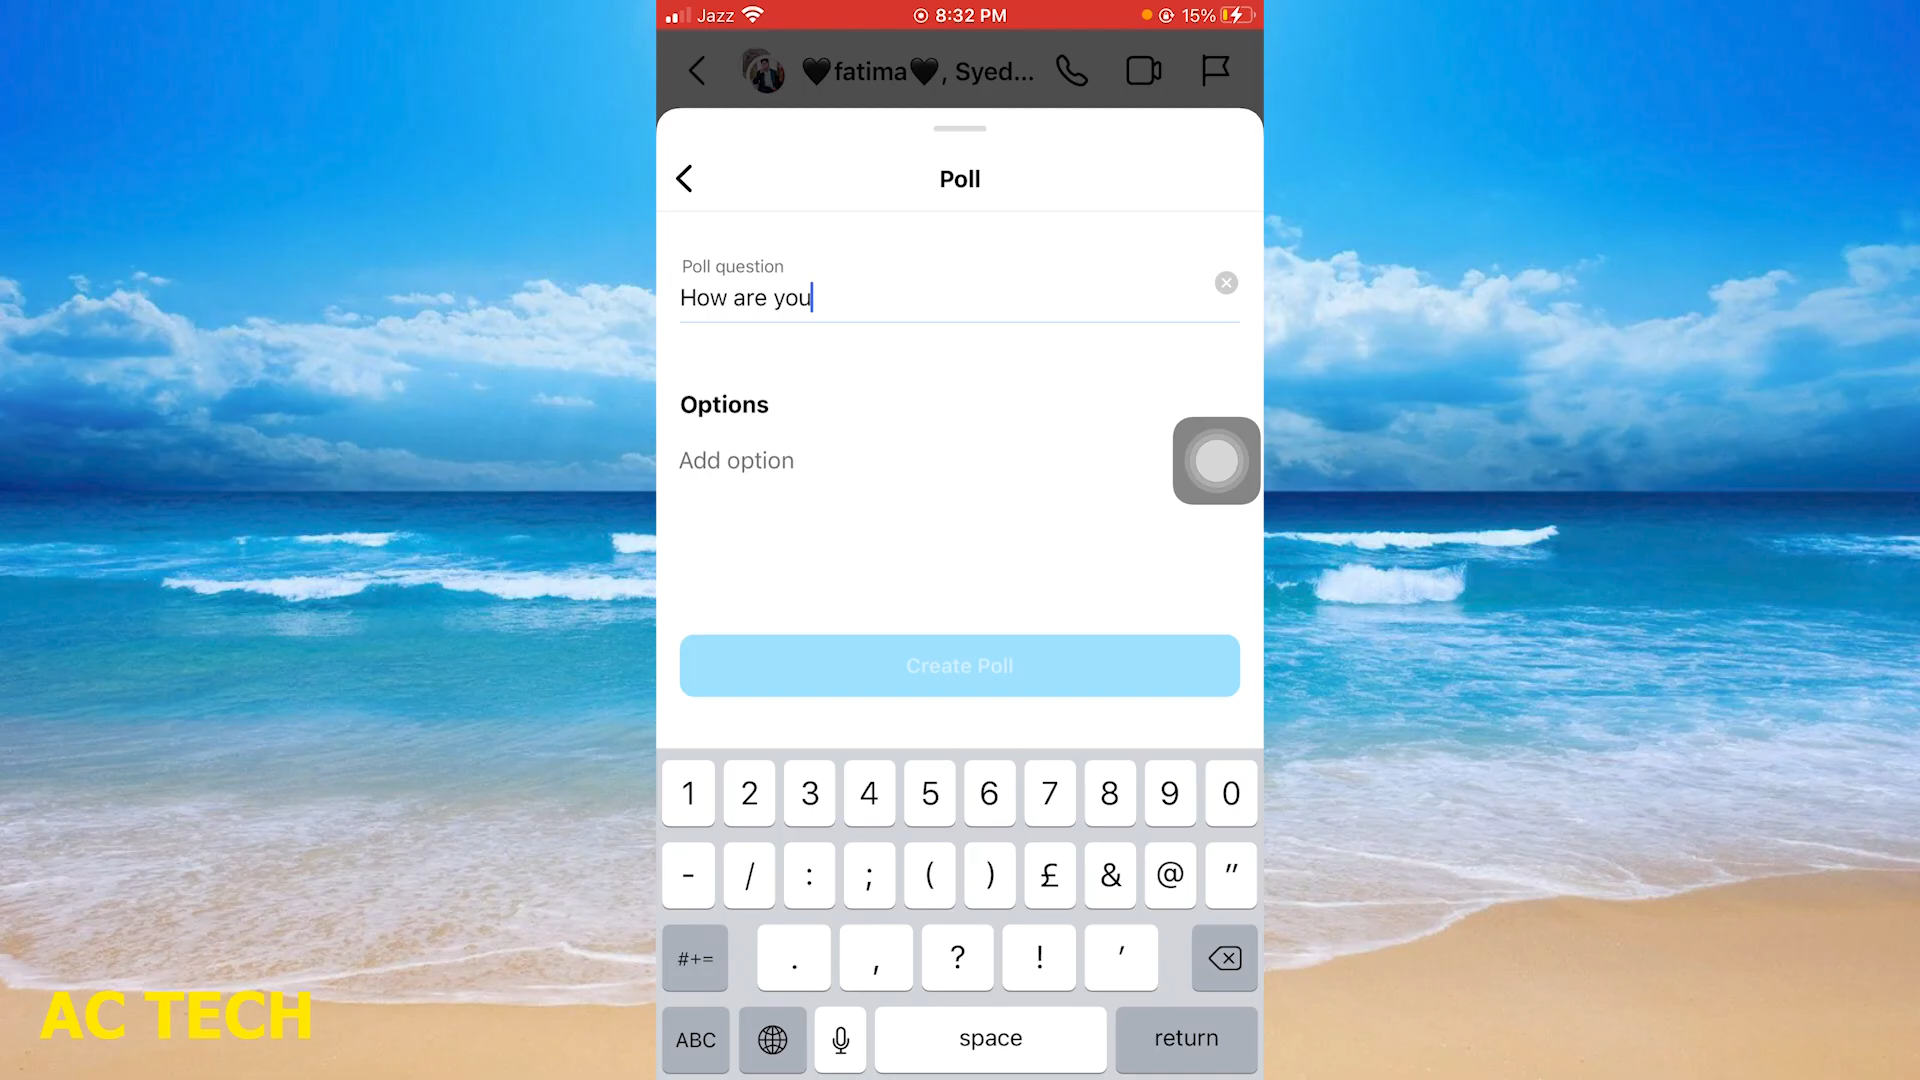 Jazz 8:32 PM 15%
🖤fatima🖤, Syed...
Poll
Poll question
How are you
Options
Add option
Create Poll
1 2 3 4 5 6 7 8 9 0
- / : ; ( ) £ & @ "
#+= . , ? ! '
ABC space return
AC TECH